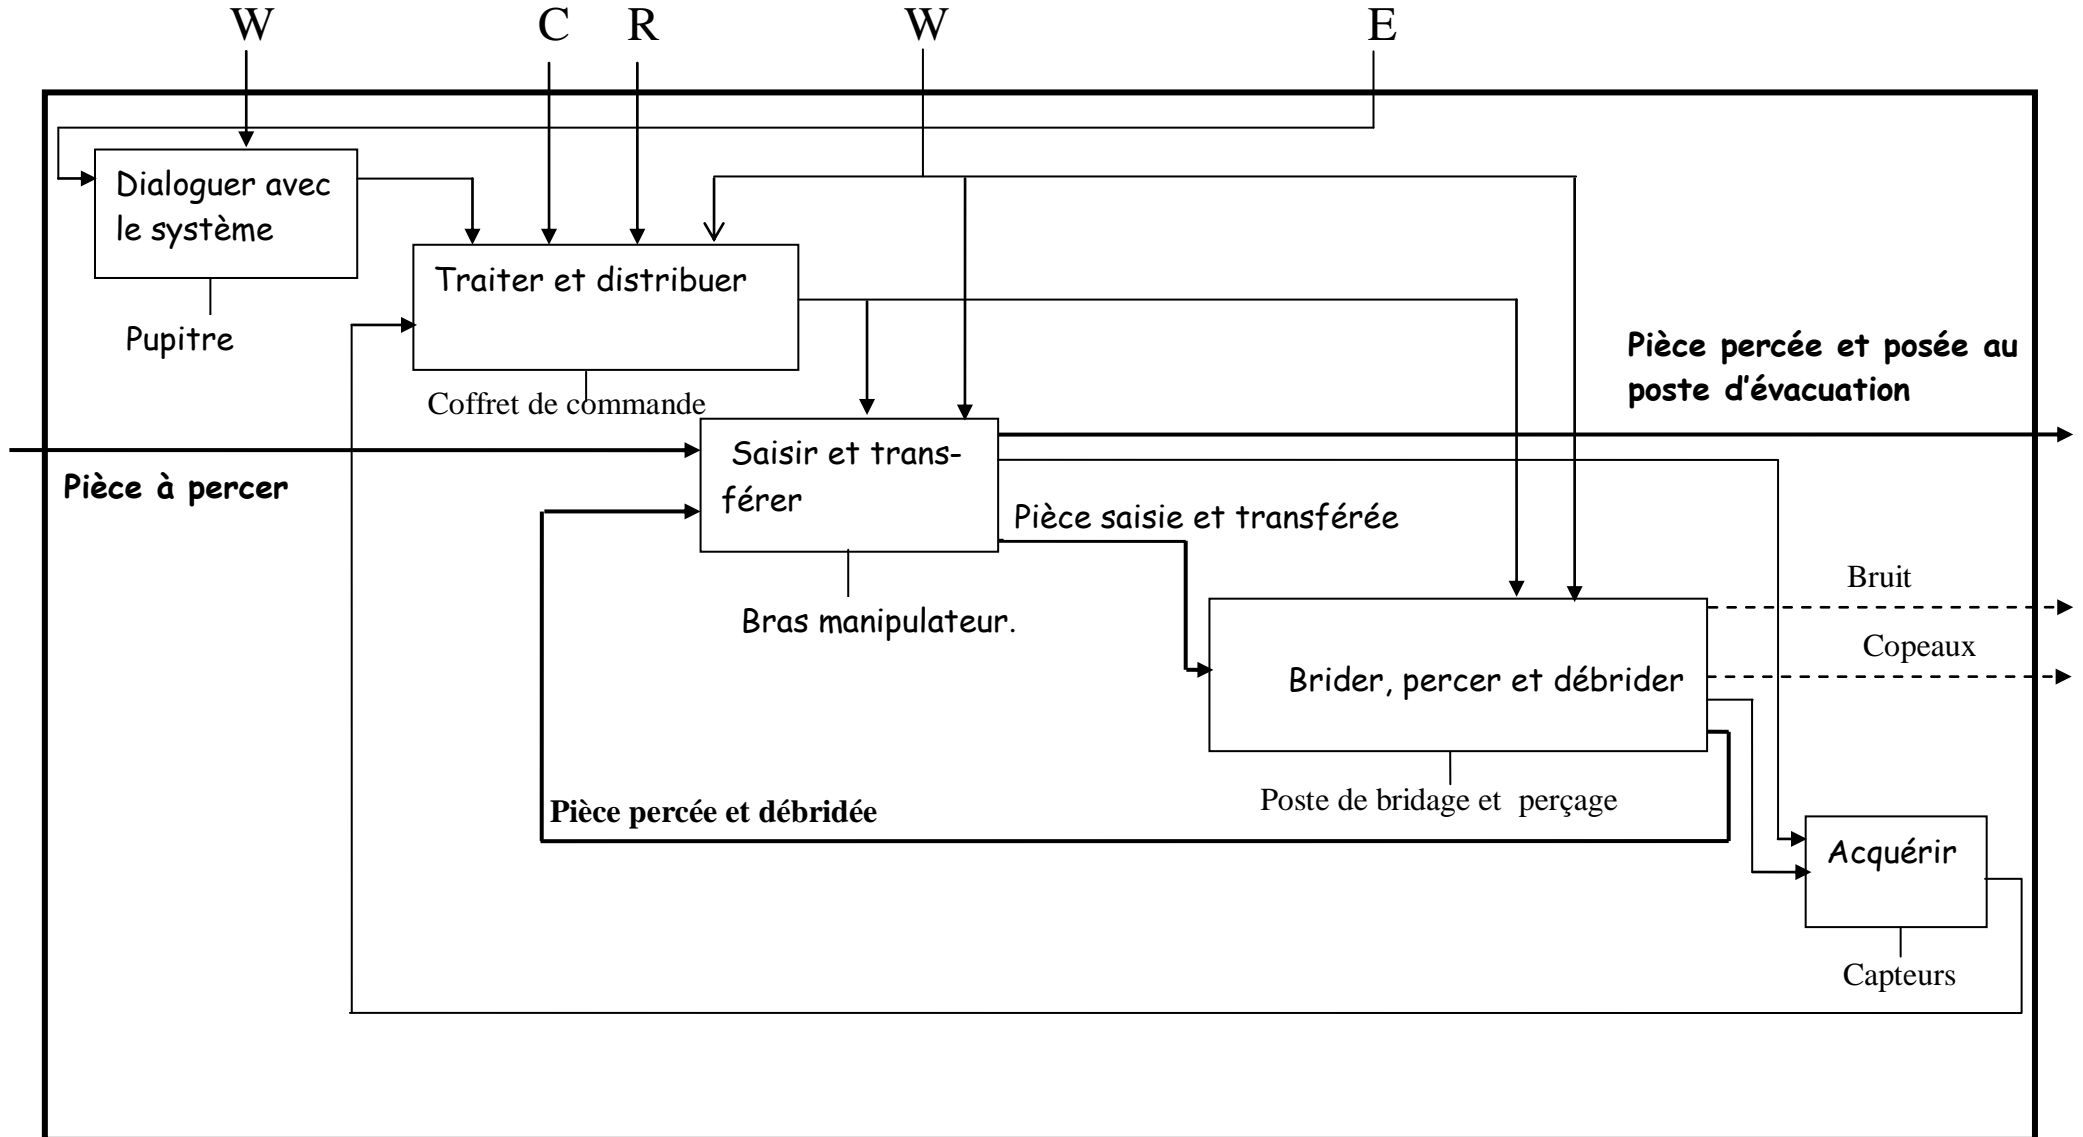 W
C
R
W
E
Dialoguer avec
le système
Pupitre
Traiter et distribuer
Coffret de commande
Pièce percée et posée au
poste d'évacuation
Pièce à percer
Saisir et trans-
férer
Pièce saisie et transférée
Bras manipulateur.
Bruit
Copeaux
Brider, percer et débrider
Poste de bridage et perçage
Pièce percée et débridée
Acquérir
Capteurs